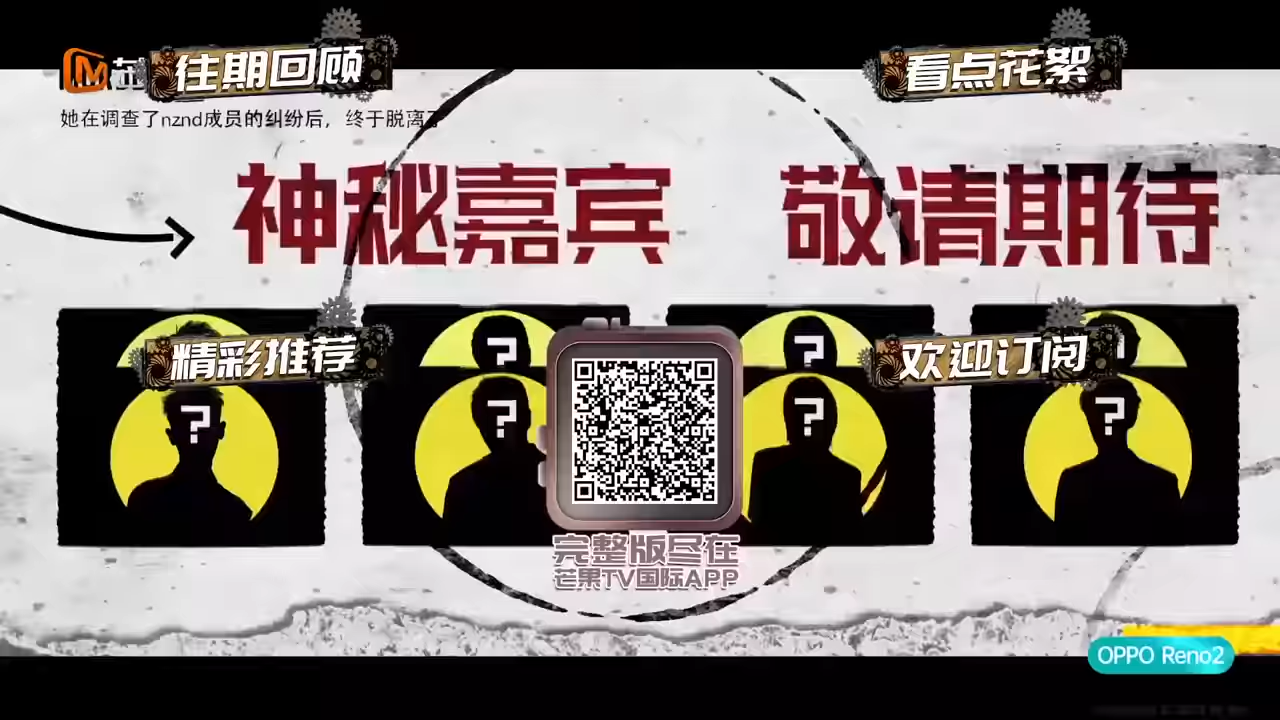 往期回顾
看点花絮
芒
她在调查了nznd成员的纠纷后，终于脱离了
神秘嘉宾 敬请期待
精彩推荐
欢迎订阅
? ? ? ?
? ? ? ?
完整版尽在
芒果TV国际APP
OPPO Reno2